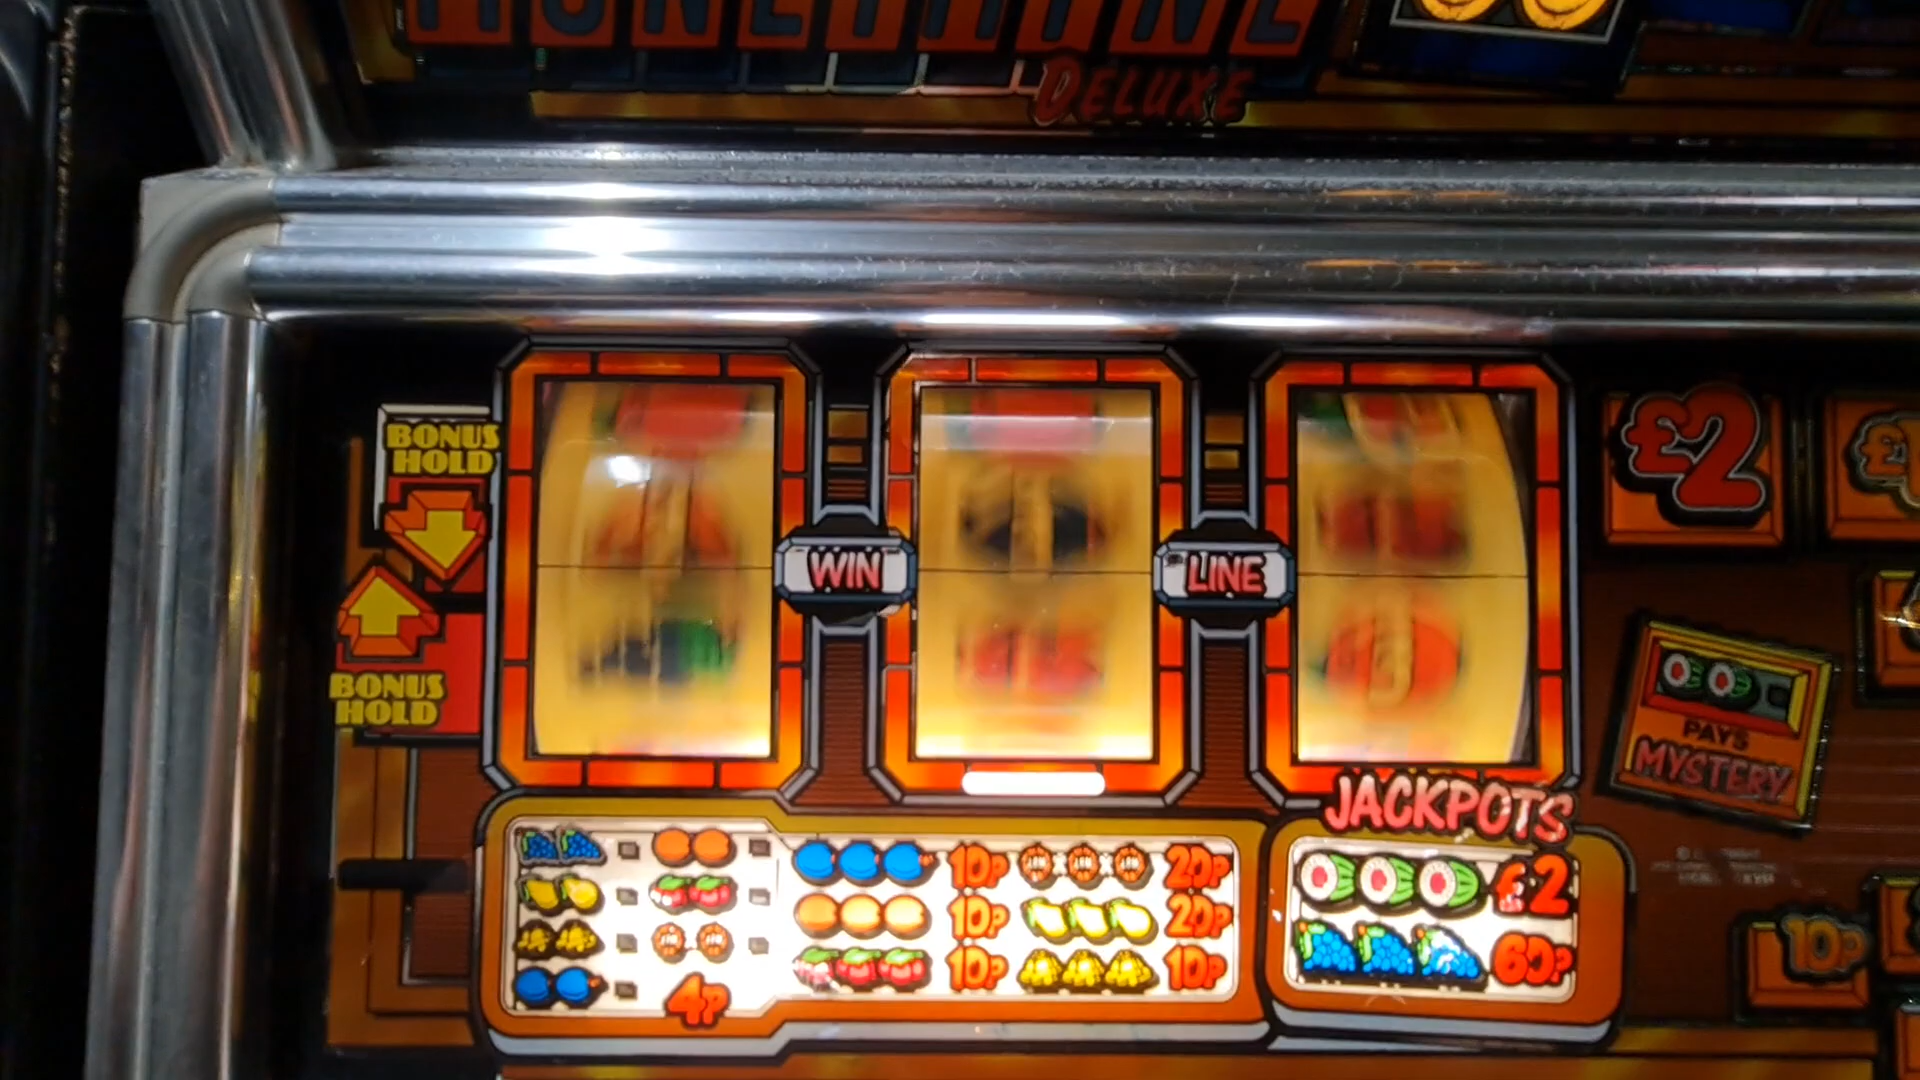 DELUXE
BONUS
HOLD
£2
WIN
LINE
BONUS
HOLD
PAYS
MYSTERY
JACKPOTS
10P
20P
£2
10P
20P
60P
10P
10P
4P
10P